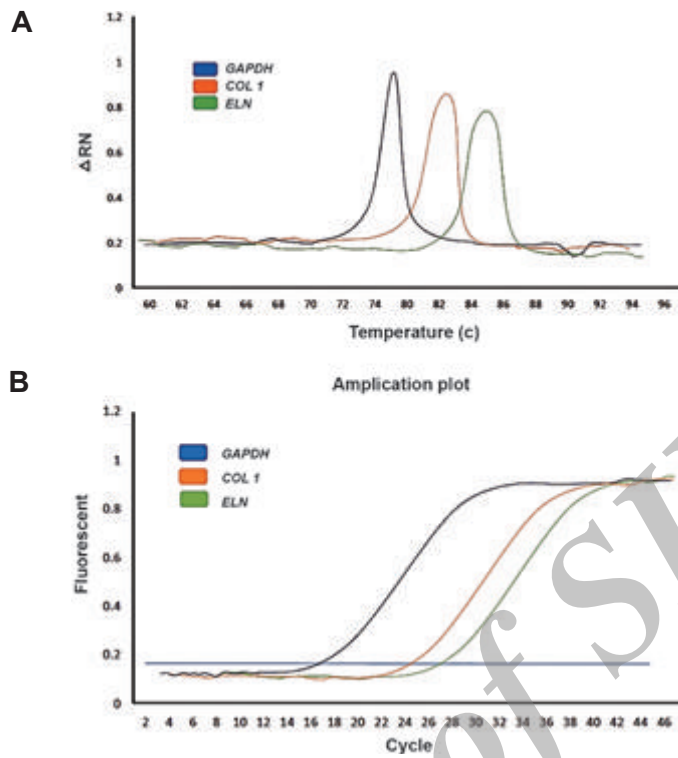 A
1.2
1
0.8
0.6
0.4
0.2
0
Δ RN
GAPDH
COL 1
ELN
60 62 64 66 68 70 72 74 80 82 84 86 88 90 92 94 96
Temperature (c)
B
Amplication plot
1.2
1
0.8
0.6
0.4
0.2
0
Fluorescent
GAPDH
COL 1
ELN
2 4 6 8 10 12 14 16 18 20 22 24 26 28 30 32 34 36 38 40 42 44 46
Cycle
of